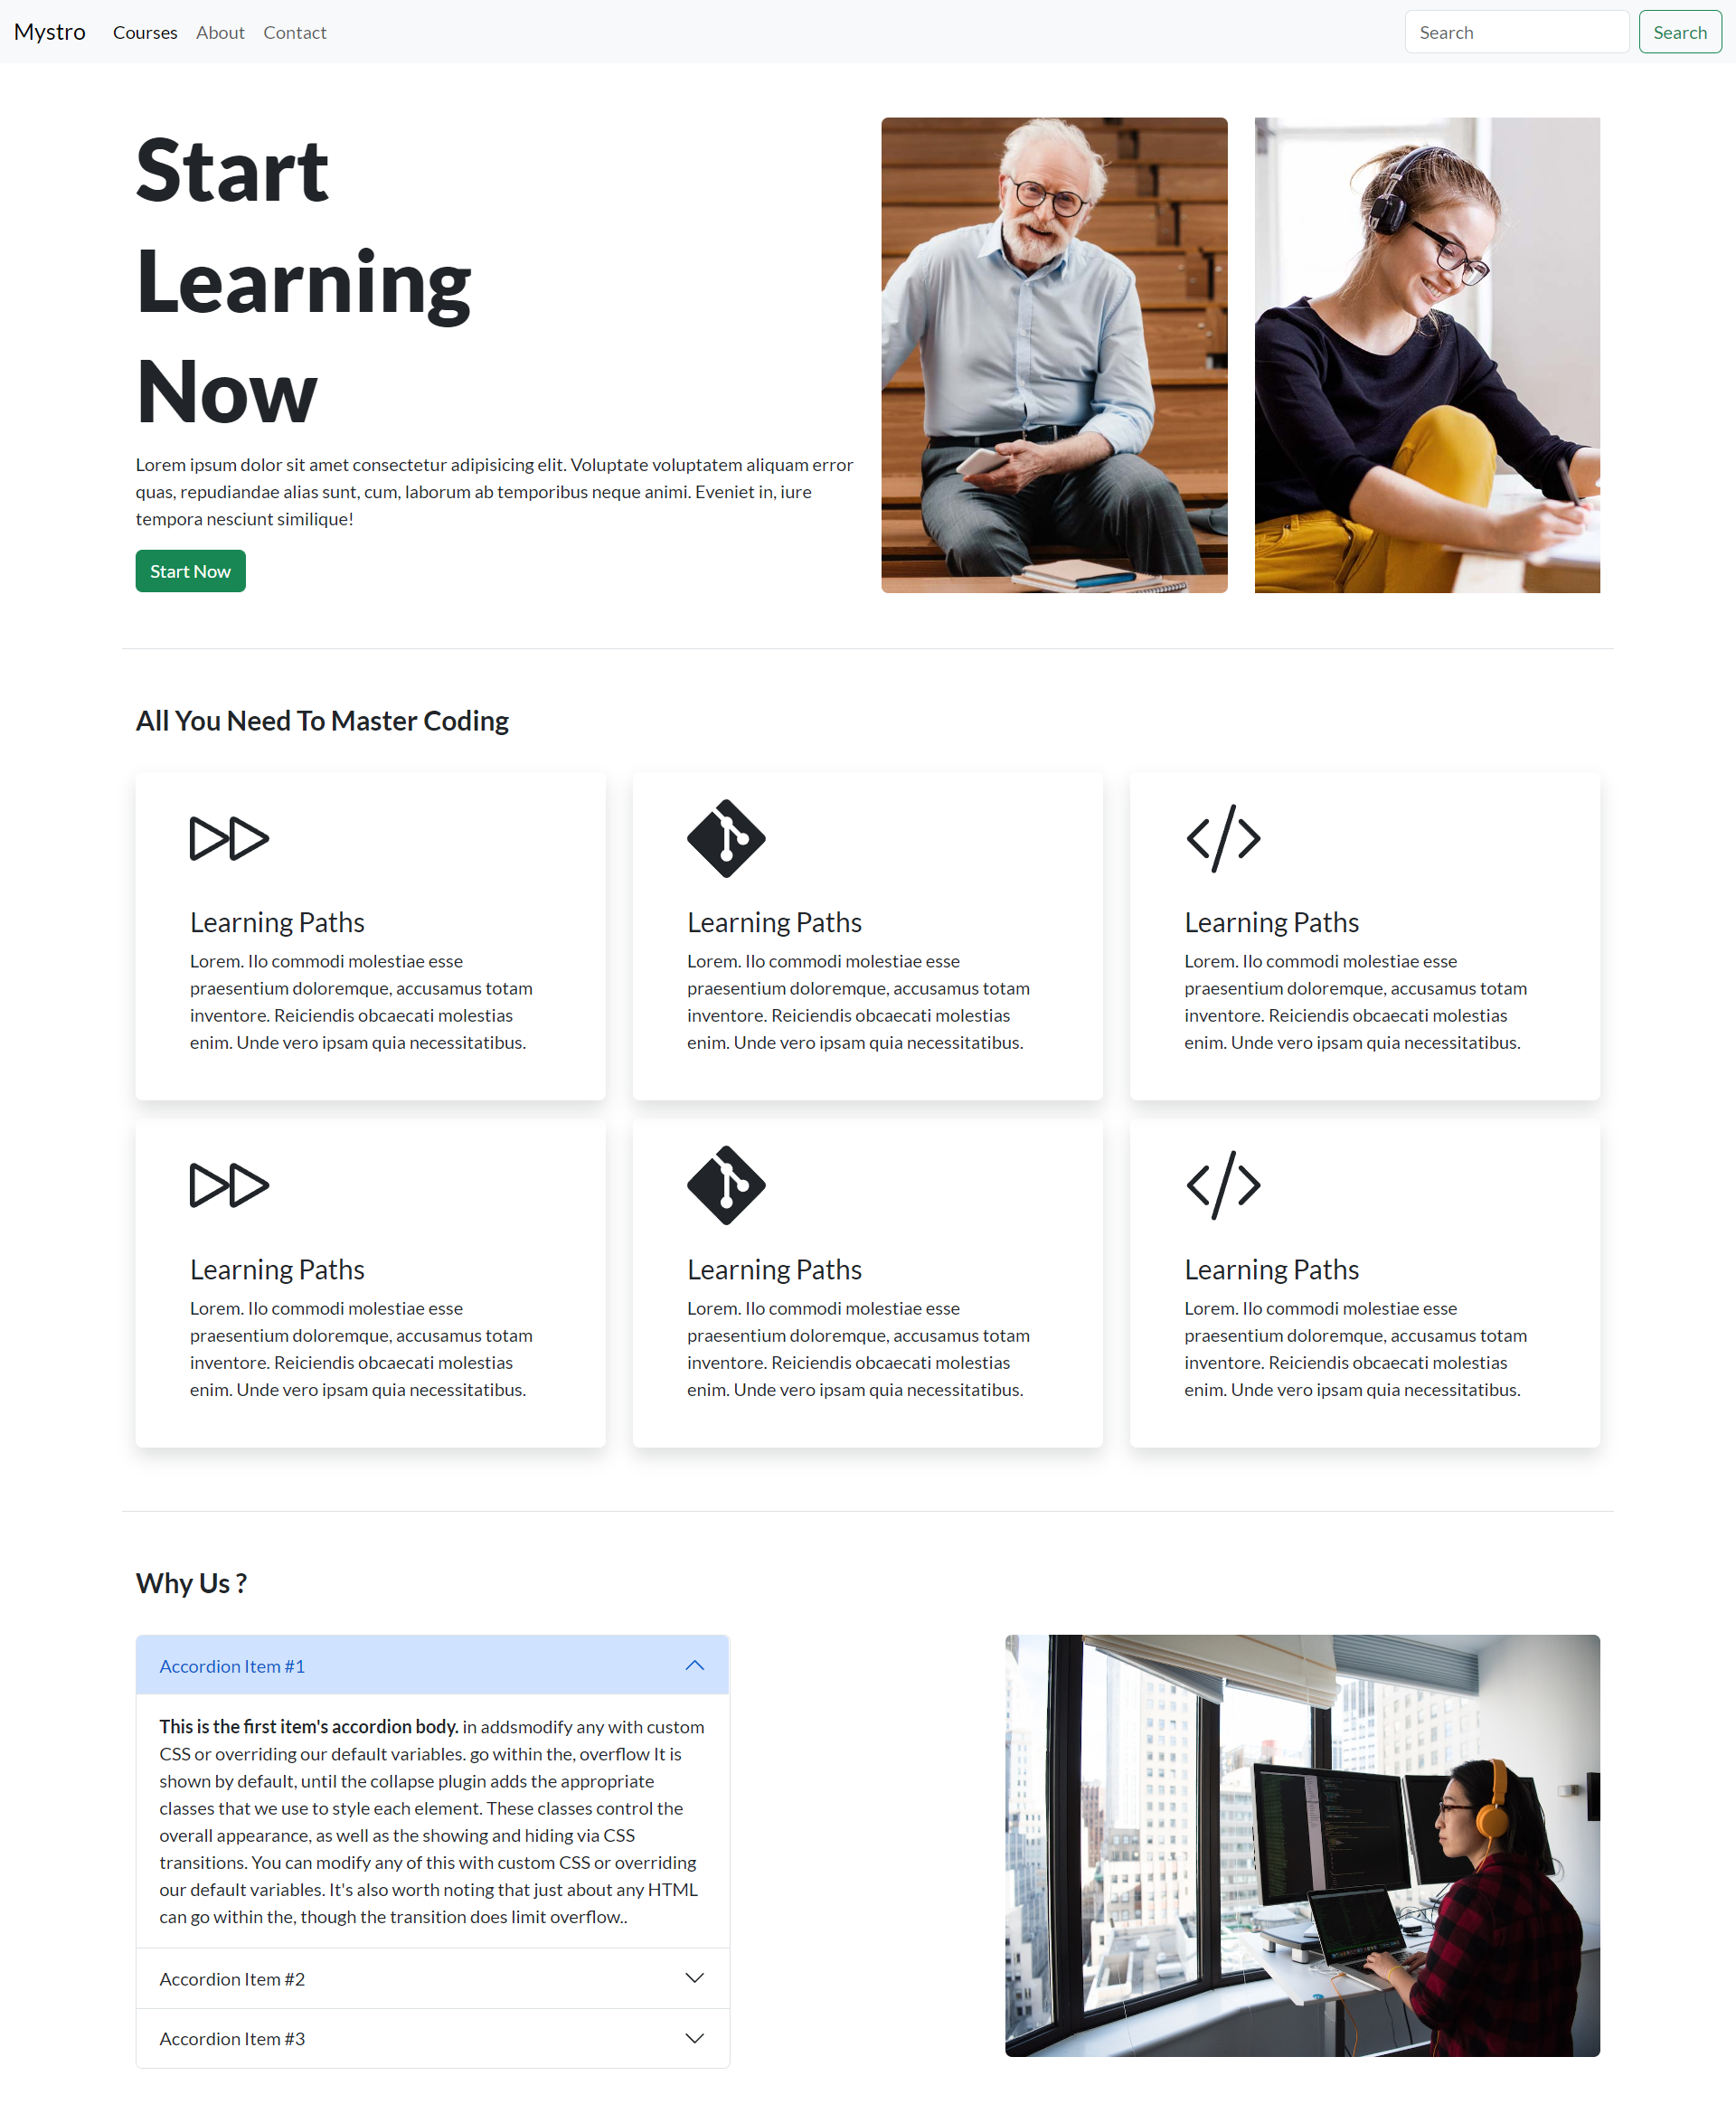 Mystro Courses About Contact Search Search
Start
Learning
Now
Lorem ipsum dolor sit amet consectetur adipisicing elit. Voluptate voluptatem aliquam error
quas, repudiandae alias sunt, cum, laborum ab temporibus neque animi. Eveniet in, iure
tempora nesciunt similique!
Start Now
All You Need To Master Coding
Learning Paths
Lorem. Ilo commodi molestiae esse
praesentium doloremque, accusamus totam
inventore. Reiciendis obcaecati molestias
enim. Unde vero ipsam quia necessitatibus.
Learning Paths
Lorem. Ilo commodi molestiae esse
praesentium doloremque, accusamus totam
inventore. Reiciendis obcaecati molestias
enim. Unde vero ipsam quia necessitatibus.
Learning Paths
Lorem. Ilo commodi molestiae esse
praesentium doloremque, accusamus totam
inventore. Reiciendis obcaecati molestias
enim. Unde vero ipsam quia necessitatibus.
Learning Paths
Lorem. Ilo commodi molestiae esse
praesentium doloremque, accusamus totam
inventore. Reiciendis obcaecati molestias
enim. Unde vero ipsam quia necessitatibus.
Learning Paths
Lorem. Ilo commodi molestiae esse
praesentium doloremque, accusamus totam
inventore. Reiciendis obcaecati molestias
enim. Unde vero ipsam quia necessitatibus.
Learning Paths
Lorem. Ilo commodi molestiae esse
praesentium doloremque, accusamus totam
inventore. Reiciendis obcaecati molestias
enim. Unde vero ipsam quia necessitatibus.
Why Us ?
Accordion Item #1
This is the first item's accordion body. in addsmodify any with custom
CSS or overriding our default variables. go within the, overflow It is
shown by default, until the collapse plugin adds the appropriate
classes that we use to style each element. These classes control the
overall appearance, as well as the showing and hiding via CSS
transitions. You can modify any of this with custom CSS or overriding
our default variables. It's also worth noting that just about any HTML
can go within the, though the transition does limit overflow..
Accordion Item #2
Accordion Item #3